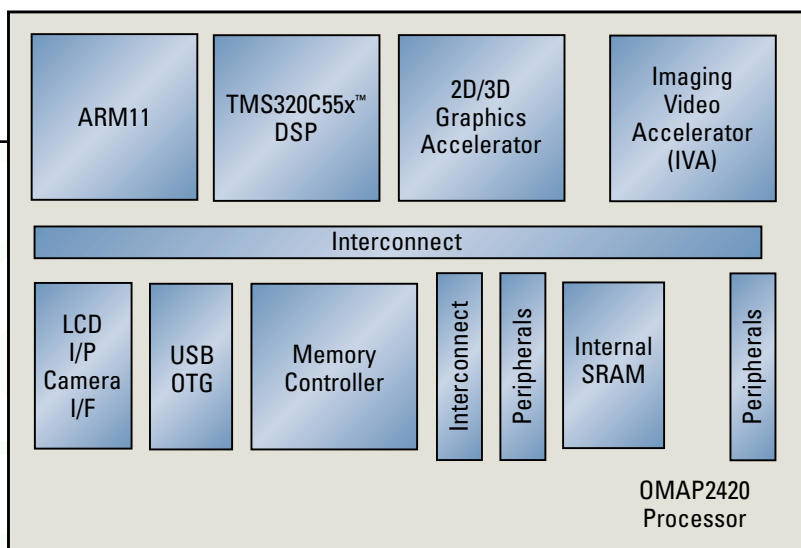 ARM11
TMS320C55x™
DSP
2D/3D
Graphics
Accelerator
Imaging
Video
Accelerator
(IVA)
Interconnect
LCD
I/P
Camera
I/F
USB
OTG
Memory
Controller
Interconnect
Peripherals
Internal
SRAM
Peripherals
OMAP2420
Processor